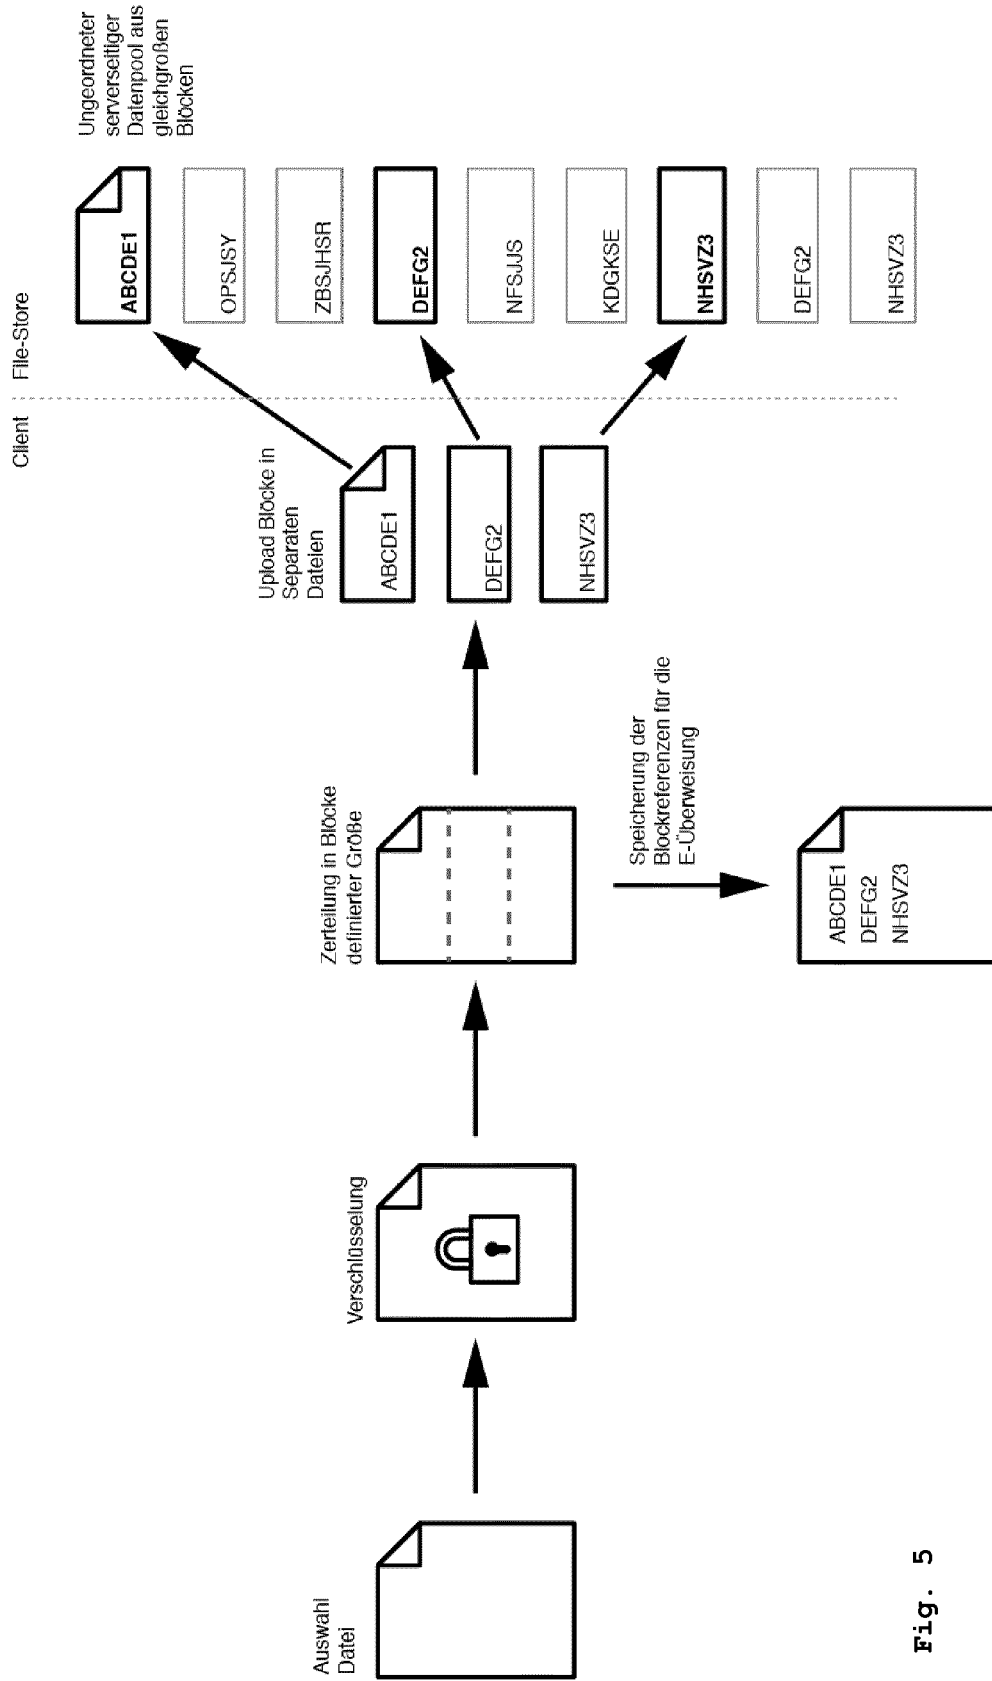 Client
File-Store
Ungeordneter
serverseitiger
Datenpool aus
gleichgroßen
Blöcken
Auswahl
Datei
Verschlüsselung
Zerteilung in Blöcke
definierter Größe
Upload Blöcke in
Separaten
Dateien
ABCDE1
DEFG2
NHSVZ3
ABCDE1
OPSJSY
ZBSJHSR
DEFG2
NFSJJS
KDGKSE
NHSVZ3
DEFG2
NHSVZ3
Speicherung der
Blockreferenzen für die
E-Überweisung
ABCDE1
DEFG2
NHSVZ3
Fig. 5